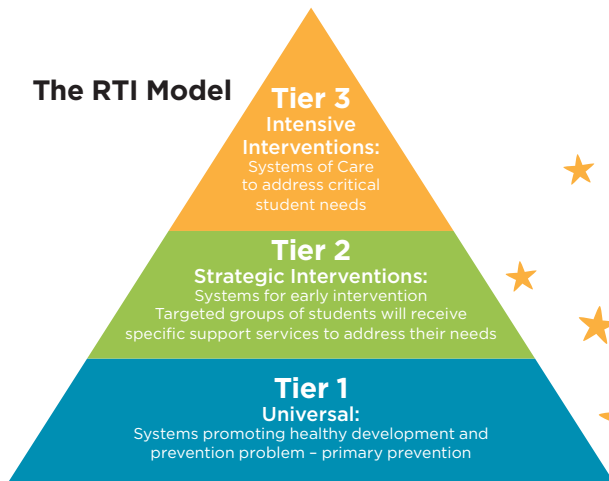 The RTI Model
Tier 3
Intensive
Interventions:
Systems of Care
to address critical
student needs
Tier 2
Strategic Interventions:
Systems for early intervention
Targeted groups of students will receive
specific support services to address their needs
Tier 1
Universal:
Systems promoting healthy development and
prevention problem – primary prevention